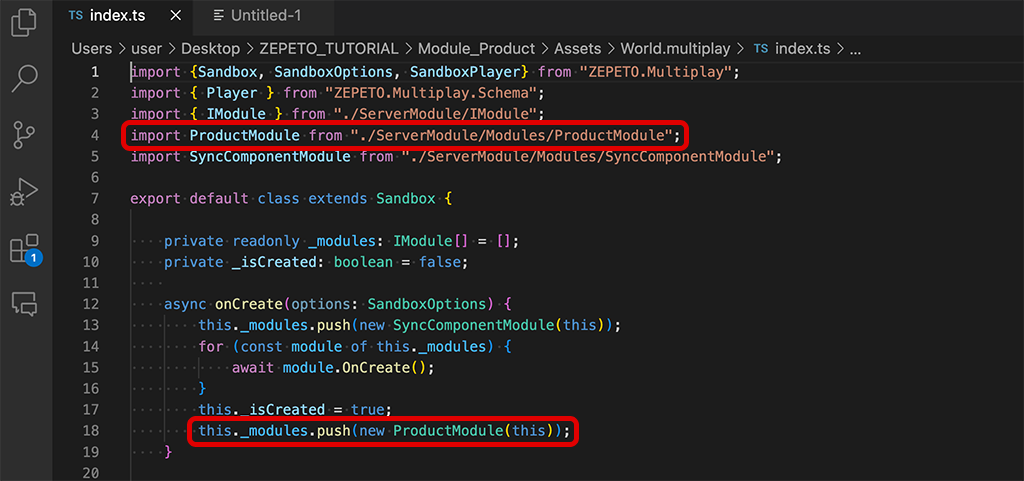 TS index.ts × Untitled-1
Users > user > Desktop > ZEPETO_TUTORIAL > Module_Product > Assets > World.multiplay > TS index.ts > ...
1 import {Sandbox, SandboxOptions, SandboxPlayer} from "ZEPETO.Multiplay";
2 import { Player } from "ZEPETO.Multiplay.Schema";
3 import { IModule } from "./ServerModule/IModule";
4 import ProductModule from "./ServerModule/Modules/ProductModule";
5 import SyncComponentModule from "./ServerModule/Modules/SyncComponentModule";
6
7 export default class extends Sandbox {
8
9 private readonly _modules: IModule[] = [];
10 private _isCreated: boolean = false;
11
12 async onCreate(options: SandboxOptions) {
13 this._modules.push(new SyncComponentModule(this));
14 for (const module of this._modules) {
15 await module.OnCreate();
16 }
1
17 this._isCreated = true;
18 this._modules.push(new ProductModule(this));
19 }
20